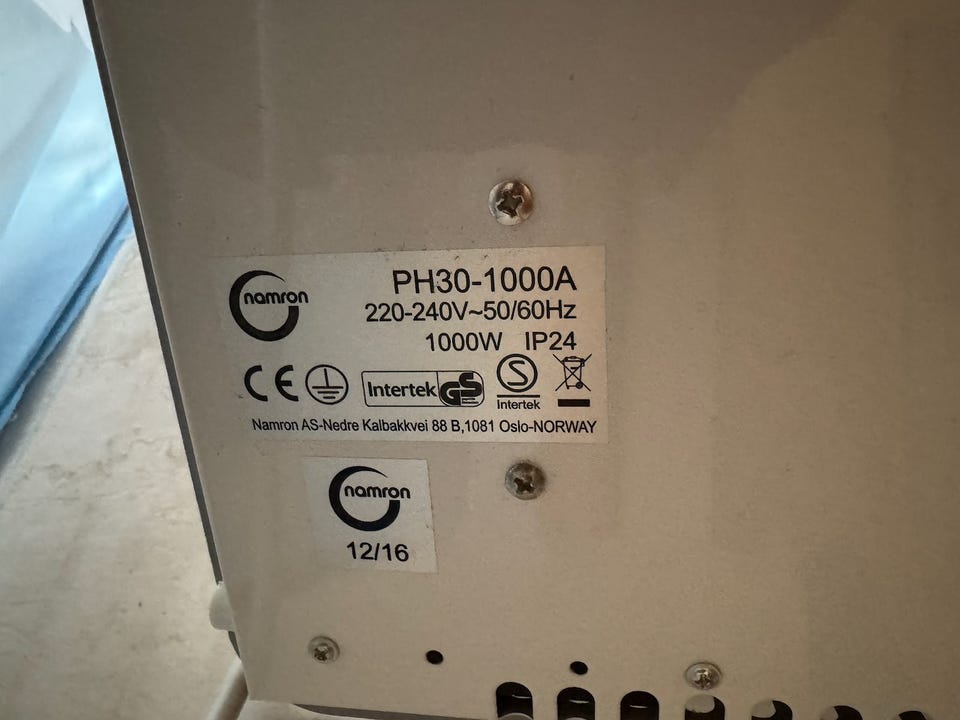 namron
PH30-1000A
220-240V~50/60Hz
1000W IP24
CE
Intertek GS
S
Intertek
Namron AS-Nedre Kalbakkvei 88 B,1081 Oslo-NORWAY
namron
12/16